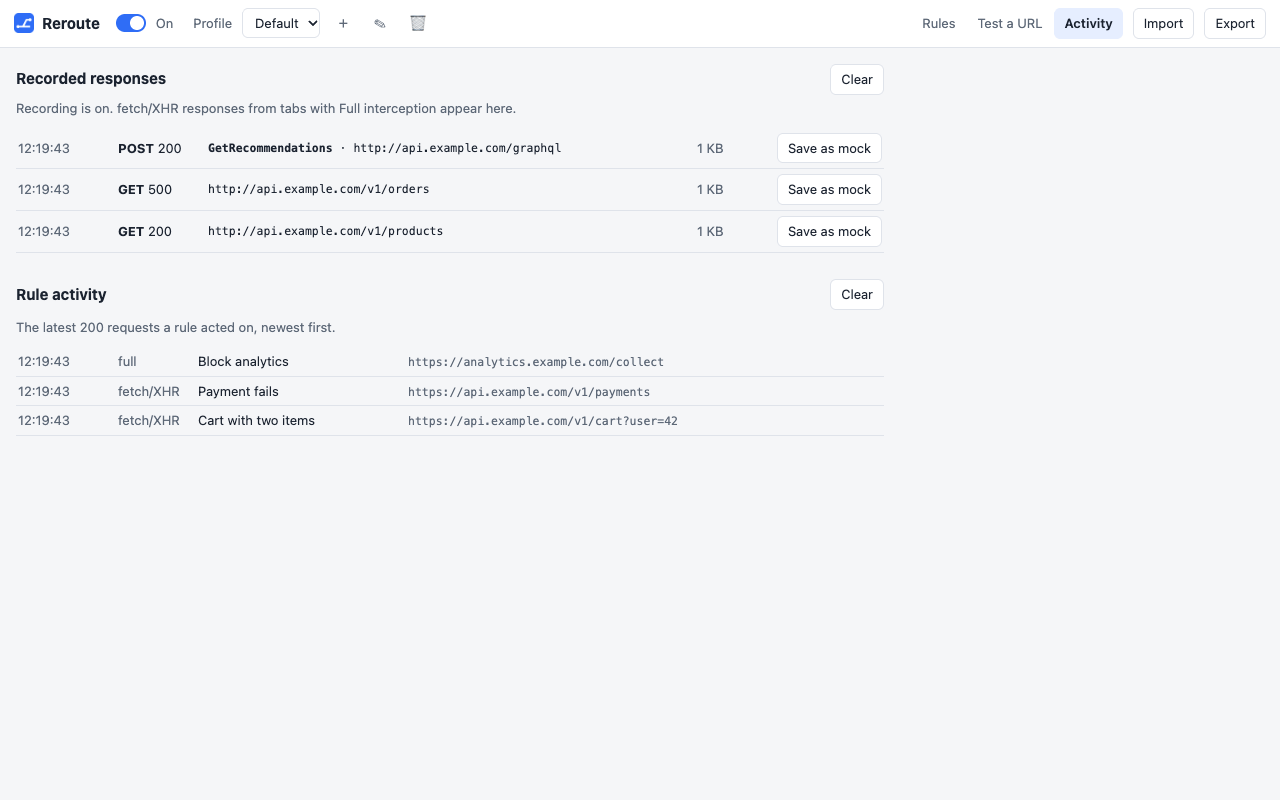 Reroute On Profile Default + Rules Test a URL Activity Import Export
Recorded responses Clear
Recording is on. fetch/XHR responses from tabs with Full interception appear here.
12:19:43 POST 200 GetRecommendations · http://api.example.com/graphql 1 KB Save as mock
12:19:43 GET 500 http://api.example.com/v1/orders 1 KB Save as mock
12:19:43 GET 200 http://api.example.com/v1/products 1 KB Save as mock
Rule activity Clear
The latest 200 requests a rule acted on, newest first.
12:19:43 full Block analytics https://analytics.example.com/collect
12:19:43 fetch/XHR Payment fails https://api.example.com/v1/payments
12:19:43 fetch/XHR Cart with two items https://api.example.com/v1/cart?user=42